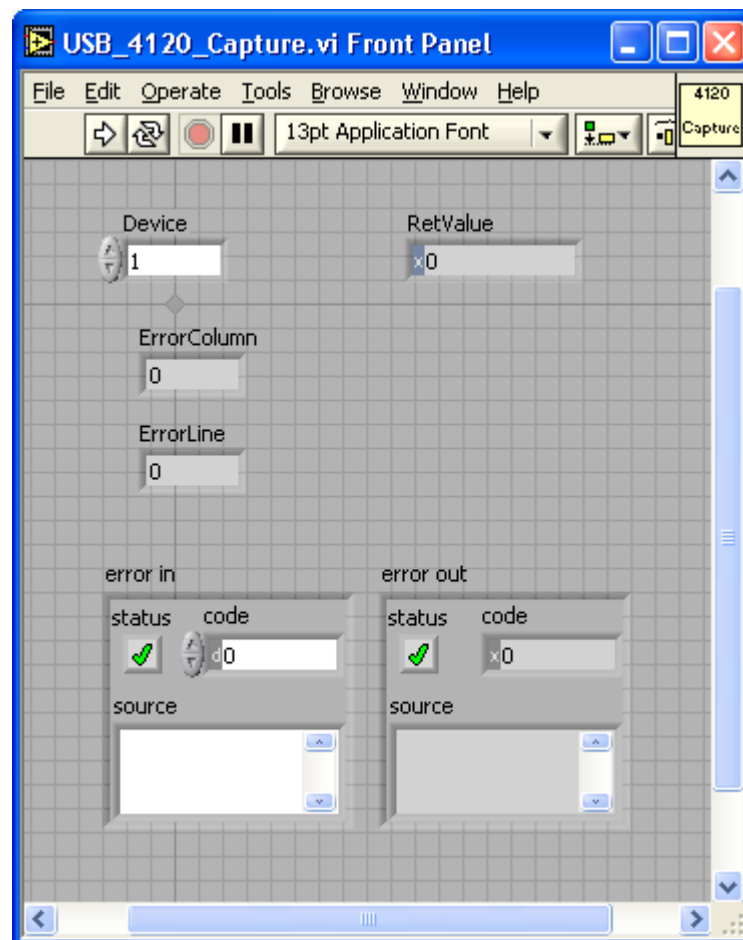 USB_4120_Capture.vi Front Panel
File Edit Operate Tools Browse Window Help
4120
Capture
13pt Application Font
Device
1
RetValue
x0
ErrorColumn
0
ErrorLine
0
error in
status code
d0
source
error out
status code
x0
source